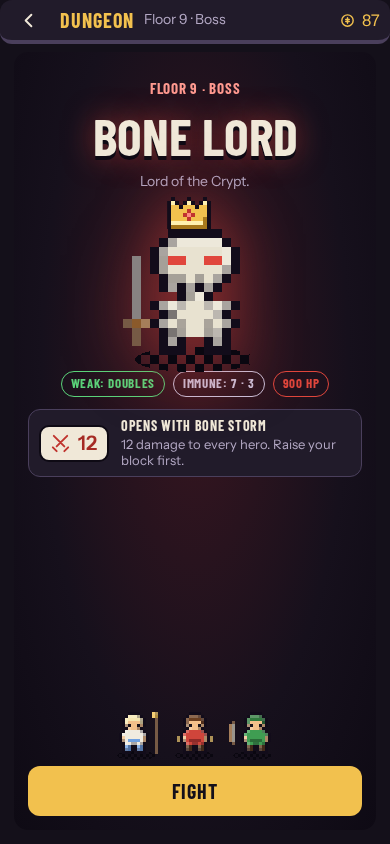 DUNGEON Floor 9 · Boss 87
FLOOR 9 · BOSS
BONE LORD
Lord of the Crypt.
WEAK: DOUBLES IMMUNE: 7 · 3 900 HP
12
OPENS WITH BONE STORM
12 damage to every hero. Raise your
block first.
FIGHT